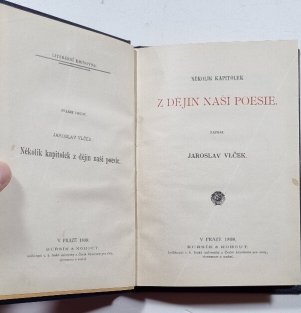 LITERÁRNÍ KNIHOVNA.
JAROSLAV VLČEK
Několik kapitolek z dějin naší poesie.
V PRAZE 1898.
BURSÍK & KOHOUT
NĚKOLIK KAPITOLEK
Z DĚJIN NAŠÍ POESIE.
NAPSAL
JAROSLAV VLČEK.
V PRAZE 1898.
BURSÍK & KOHOUT